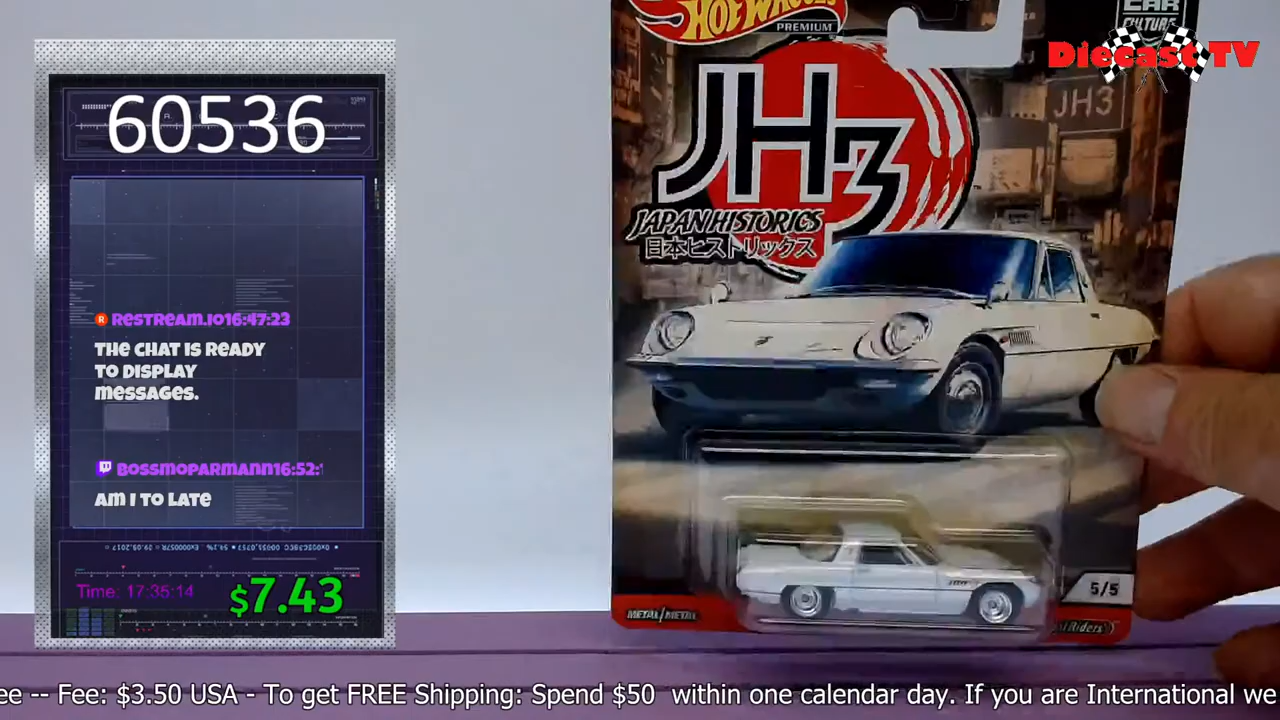 60536
RESTREAM.IO16:47:23
THE CHAT IS READY
TO DISPLAY
MESSAGES.
BOSSMOPARMANN16:52:
AM I TO LATE
Time: 17:35:14
$7.43
HOT WHEELS
PREMIUM
CAR
CULTURE
Diecast TV
JH3
JH3
JAPAN HISTORICS
日本ヒストリックス
5/5
METAL/METAL
Riders
ee -- Fee: $3.50 USA - To get FREE Shipping: Spend $50 within one calendar day. If you are International we